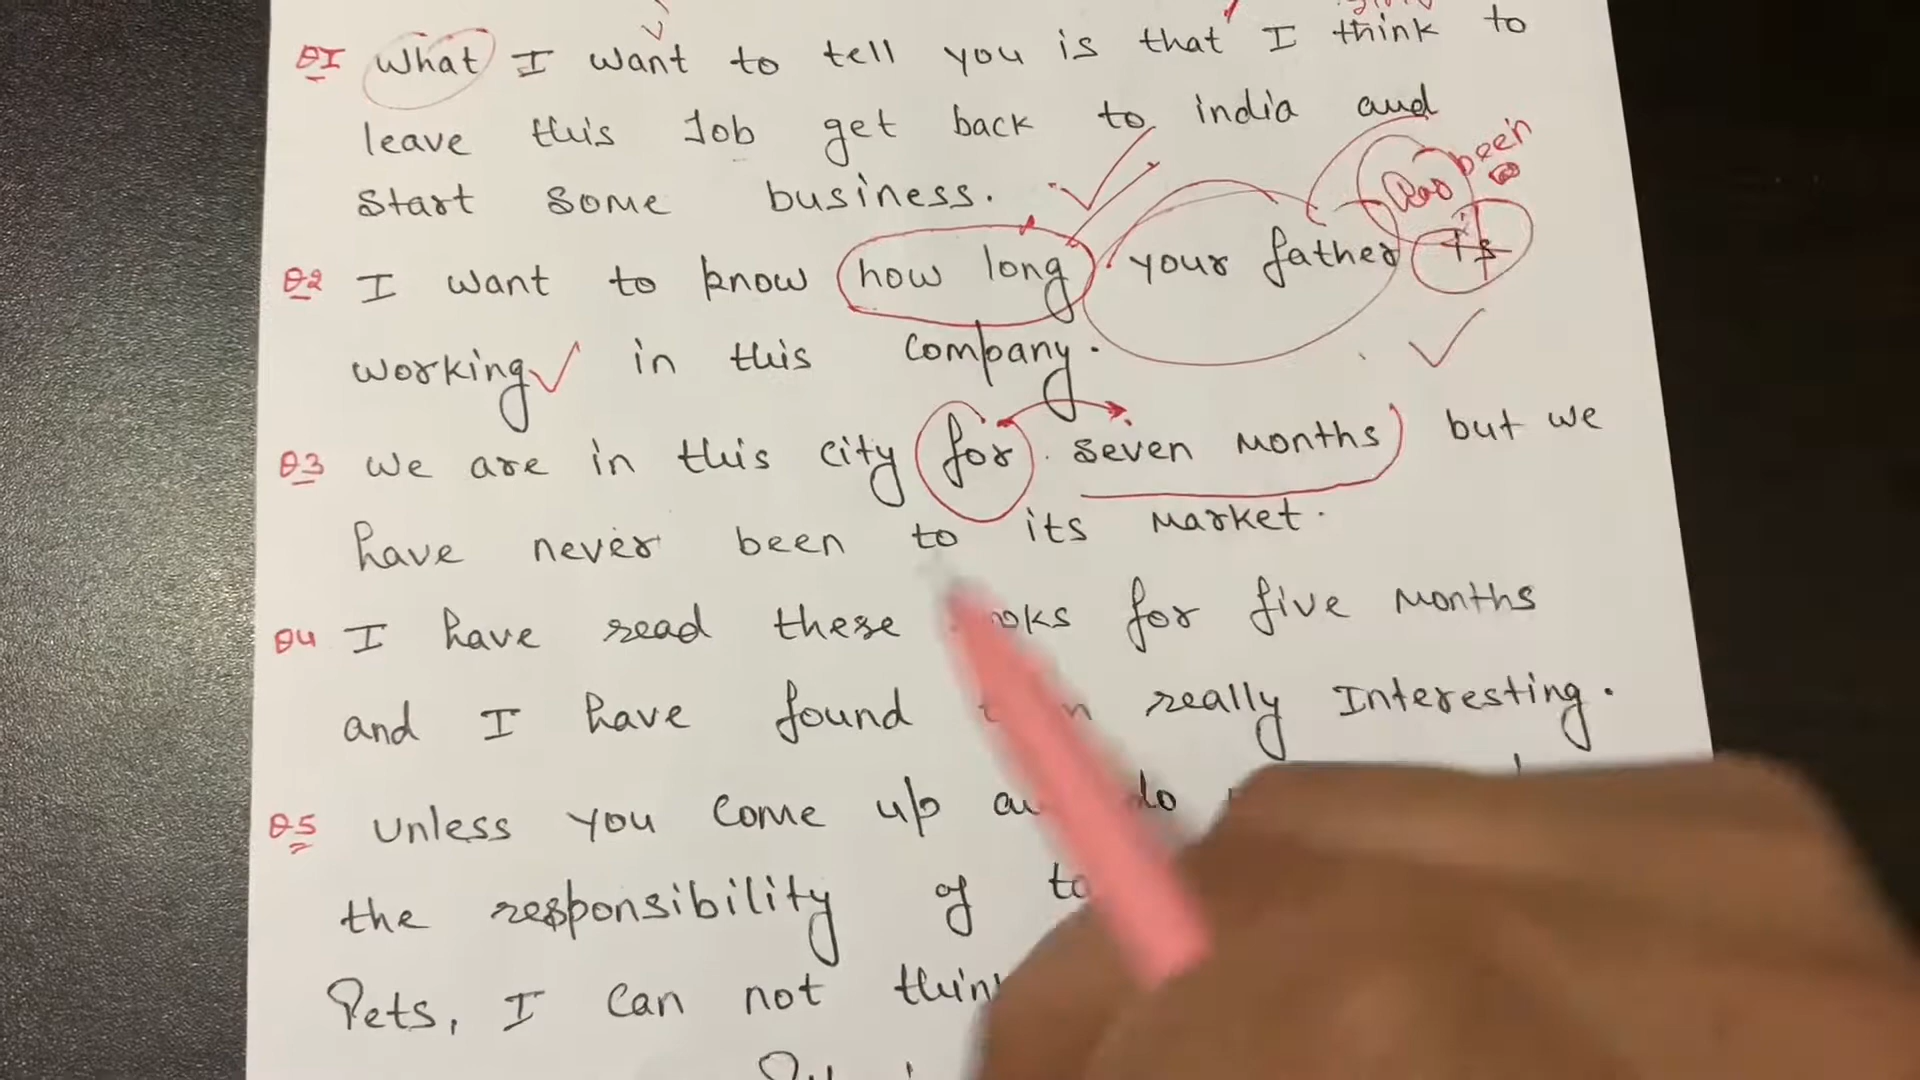 Q1 What I want to tell you is that I think to
leave this Job get back to india and
start some business.
been
has
Q2 I want to know how long your father is
working in this company.
Q3 We are in this city for seven months but we
have never been to its market.
Q4 I have read these for five months
and I have found really Interesting.
Q5 unless you come up do
the responsibility of
Pets, I can not